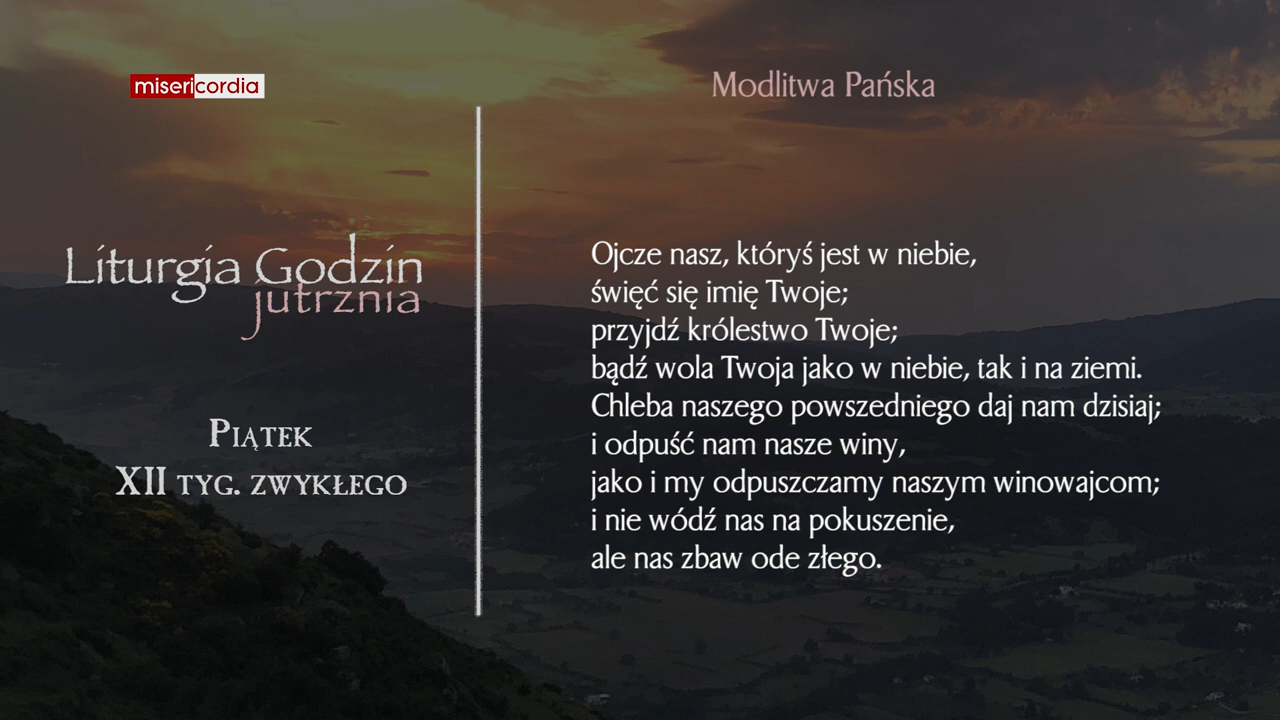 misericordia
Liturgia Godzin
jutrznia
Piątek
XII tyg. zwykłego
Modlitwa Pańska
Ojcze nasz, któryś jest w niebie,
święć się imię Twoje;
przyjdź królestwo Twoje;
bądź wola Twoja jako w niebie, tak i na ziemi.
Chleba naszego powszedniego daj nam dzisiaj;
i odpuść nam nasze winy,
jako i my odpuszczamy naszym winowajcom;
i nie wódź nas na pokuszenie,
ale nas zbaw ode złego.